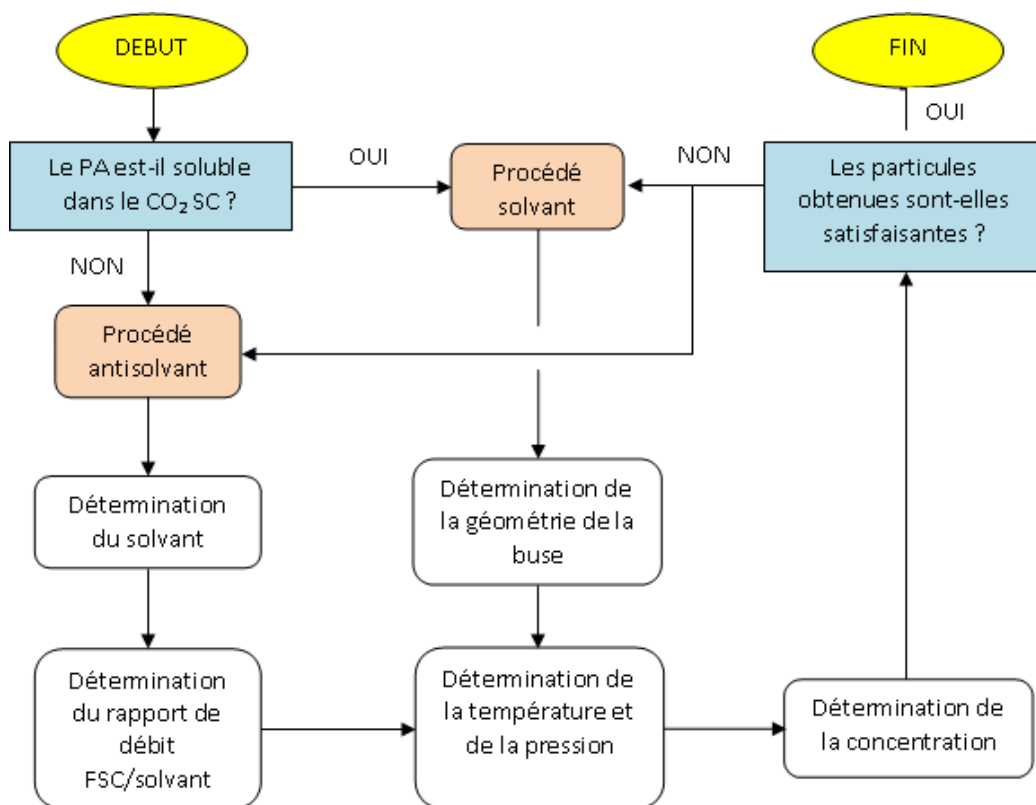 DEBUT
FIN
OUI
Le PA est-il soluble
dans le CO₂ SC ?
OUI
Procédé
solvant
NON
Les particules
obtenues sont-elles
satisfaisantes ?
NON
Procédé
antisolvant
Détermination
du solvant
Détermination de
la géométrie de la
buse
Détermination
du rapport de
débit
FSC/solvant
Détermination de
la température et
de la pression
Détermination de
la concentration